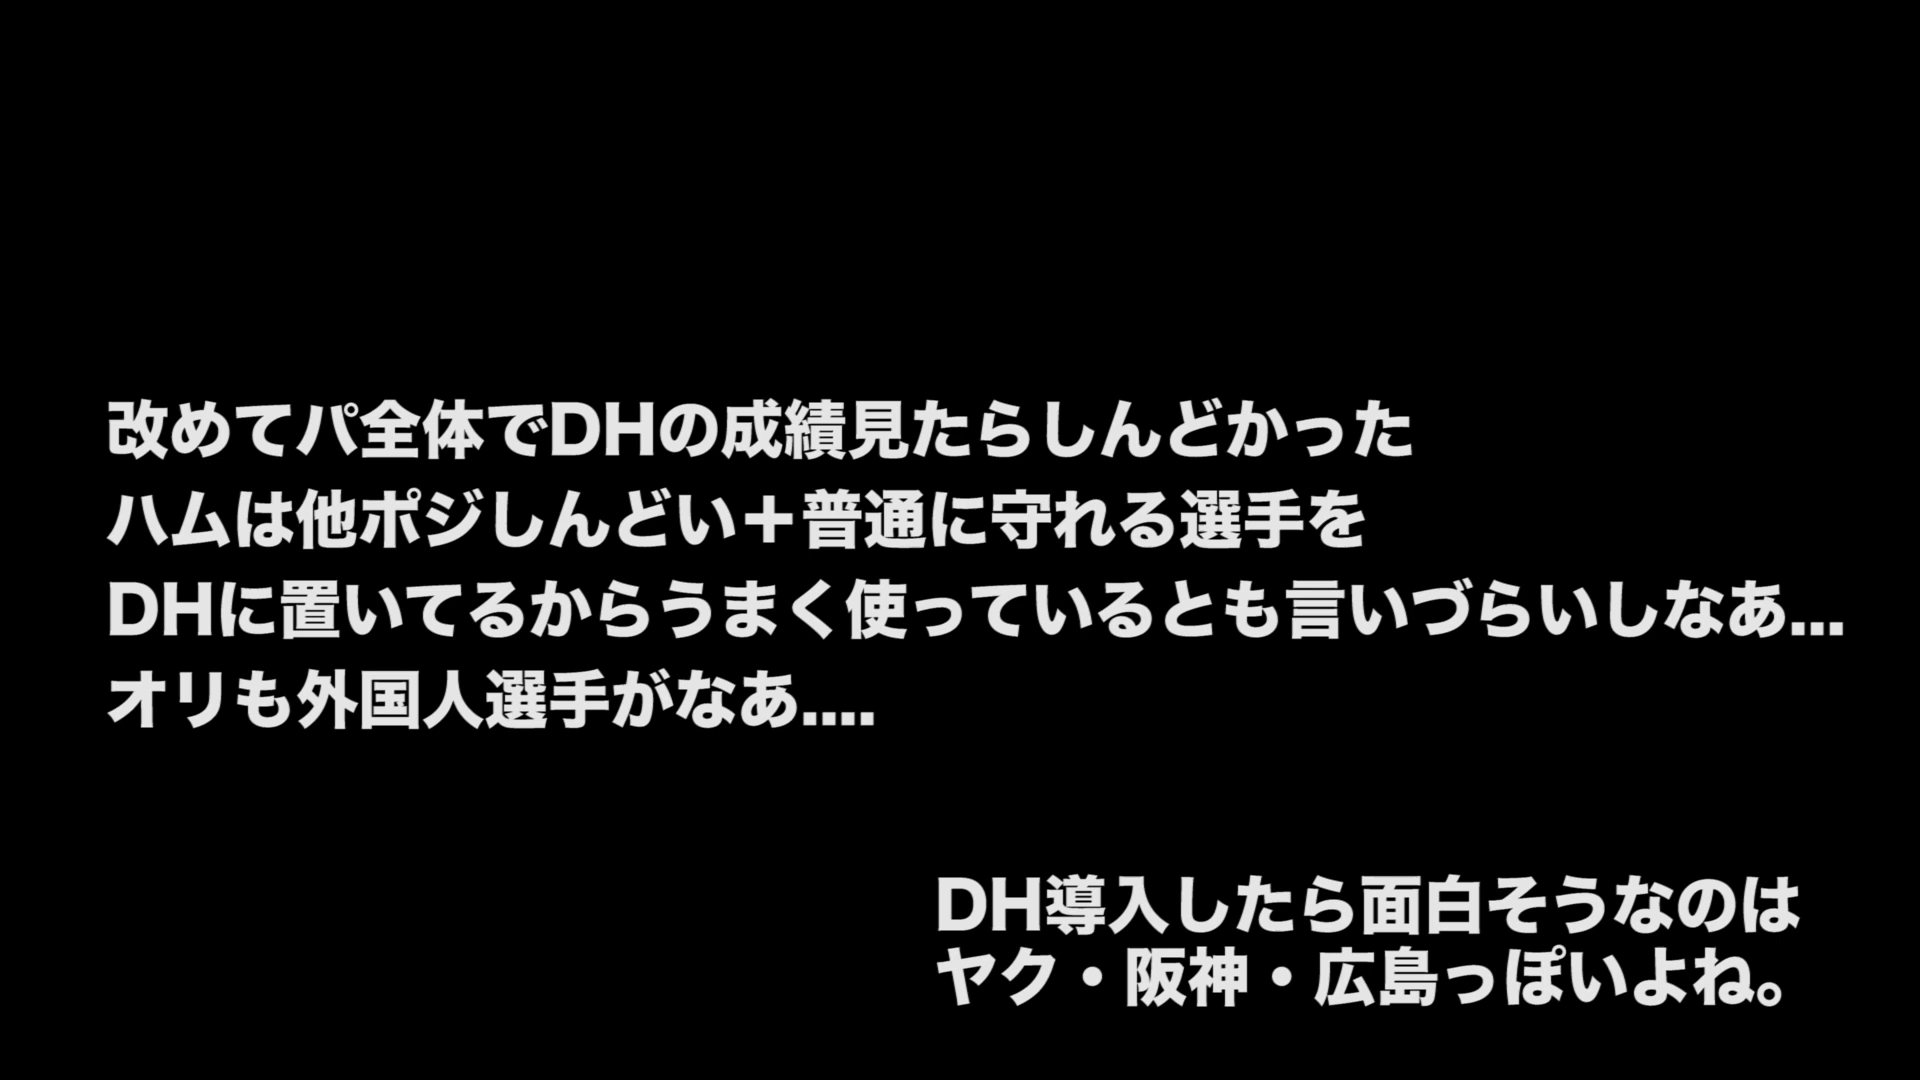 改めてパ全体でDHの成績見たらしんどかった
ハムは他ポジしんどい＋普通に守れる選手を
DHに置いてるからうまく使っているとも言いづらいしなあ...
オリも外国人選手がなあ....
DH導入したら面白そうなのは
ヤク・阪神・広島っぽいよね。